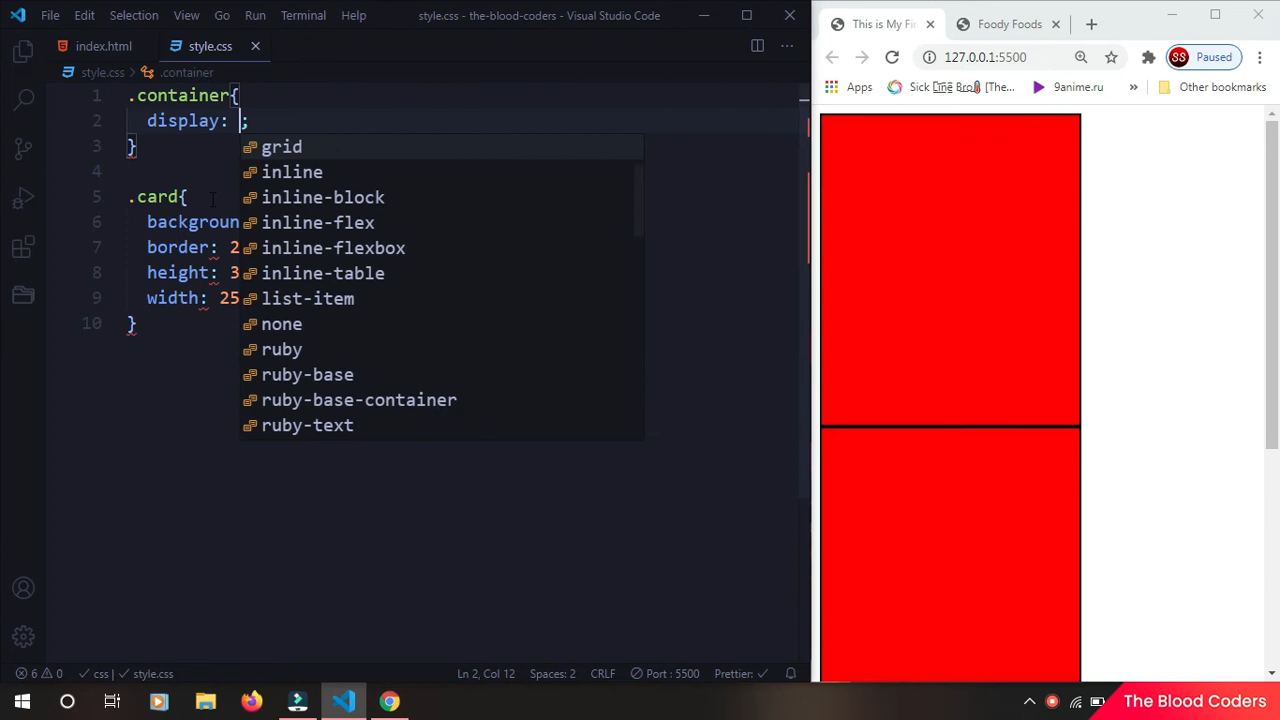 File Edit Selection View Go Run Terminal Help style.css - the-blood-coders - Visual Studio Code
index.html style.css
style.css > .container
1 .container{
2 display: ;
3 }
4
5 .card{
6 backgroun
7 border: 2
8 height: 3
9 width: 25
10 }
grid
inline
inline-block
inline-flex
inline-flexbox
inline-table
list-item
none
ruby
ruby-base
ruby-base-container
ruby-text
6 0 css | style.css Ln 2, Col 12 Spaces: 2 CRLF Port : 5500 Prettier:
This is My Fi Foody Foods
127.0.0.1:5500 SS Paused
Apps Sick [The... 9anime.ru » Other bookmarks
The Blood Coders